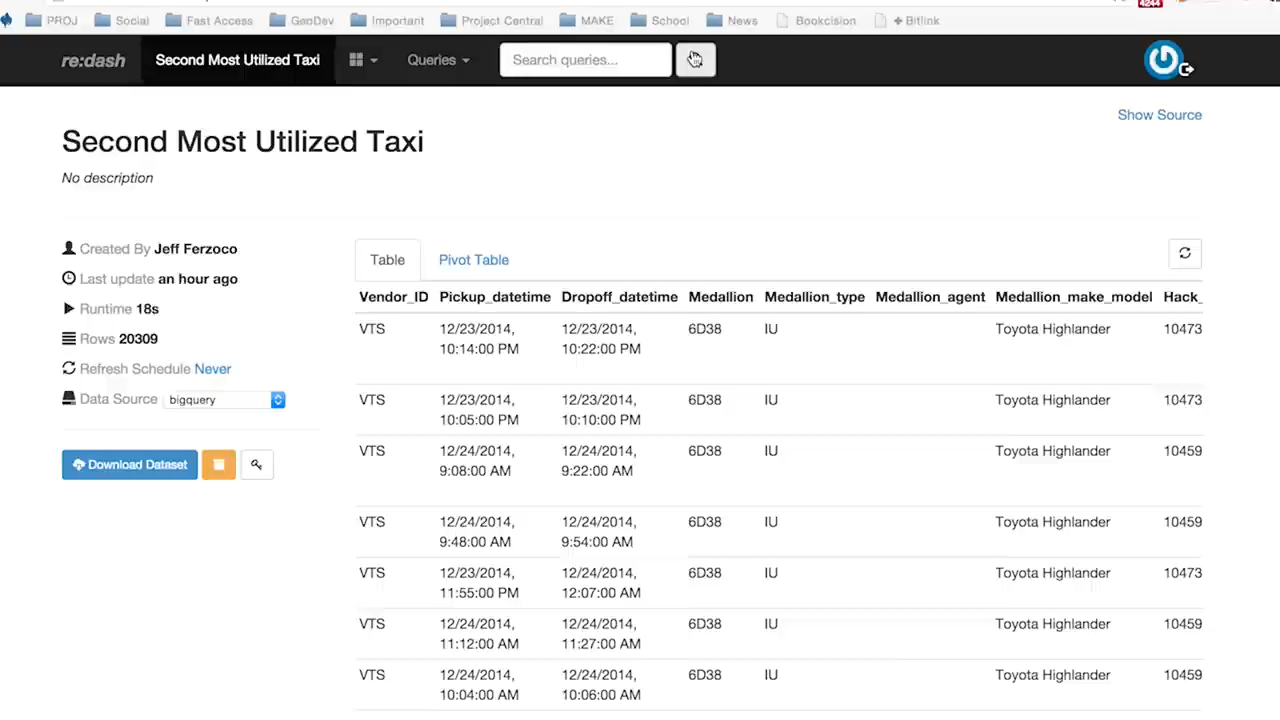 4244
PROJ Social Fast Access GeoDev Important Project Central MAKE School News Bookcision + Bitlink
re:dash Second Most Utilized Taxi Queries Search queries...
Show Source
Second Most Utilized Taxi
No description
Created By Jeff Ferzoco
Last update an hour ago
Runtime 18s
Rows 20309
Refresh Schedule Never
Data Source bigquery
Download Dataset
Table Pivot Table
Vendor_ID Pickup_datetime Dropoff_datetime Medallion Medallion_type Medallion_agent Medallion_make_model Hack_
VTS 12/23/2014, 12/23/2014, 6D38 IU Toyota Highlander 10473
10:14:00 PM 10:22:00 PM
VTS 12/23/2014, 12/23/2014, 6D38 IU Toyota Highlander 10473
10:05:00 PM 10:10:00 PM
VTS 12/24/2014, 12/24/2014, 6D38 IU Toyota Highlander 10459
9:08:00 AM 9:22:00 AM
VTS 12/24/2014, 12/24/2014, 6D38 IU Toyota Highlander 10459
9:48:00 AM 9:54:00 AM
VTS 12/23/2014, 12/24/2014, 6D38 IU Toyota Highlander 10473
11:55:00 PM 12:07:00 AM
VTS 12/24/2014, 12/24/2014, 6D38 IU Toyota Highlander 10459
11:12:00 AM 11:27:00 AM
VTS 12/24/2014, 12/24/2014, 6D38 IU Toyota Highlander 10459
10:04:00 AM 10:06:00 AM